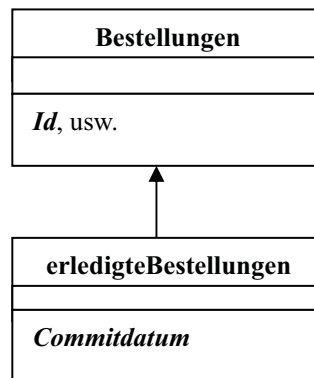 Bestellungen
Id, usw.
erledigteBestellungen
Commitdatum